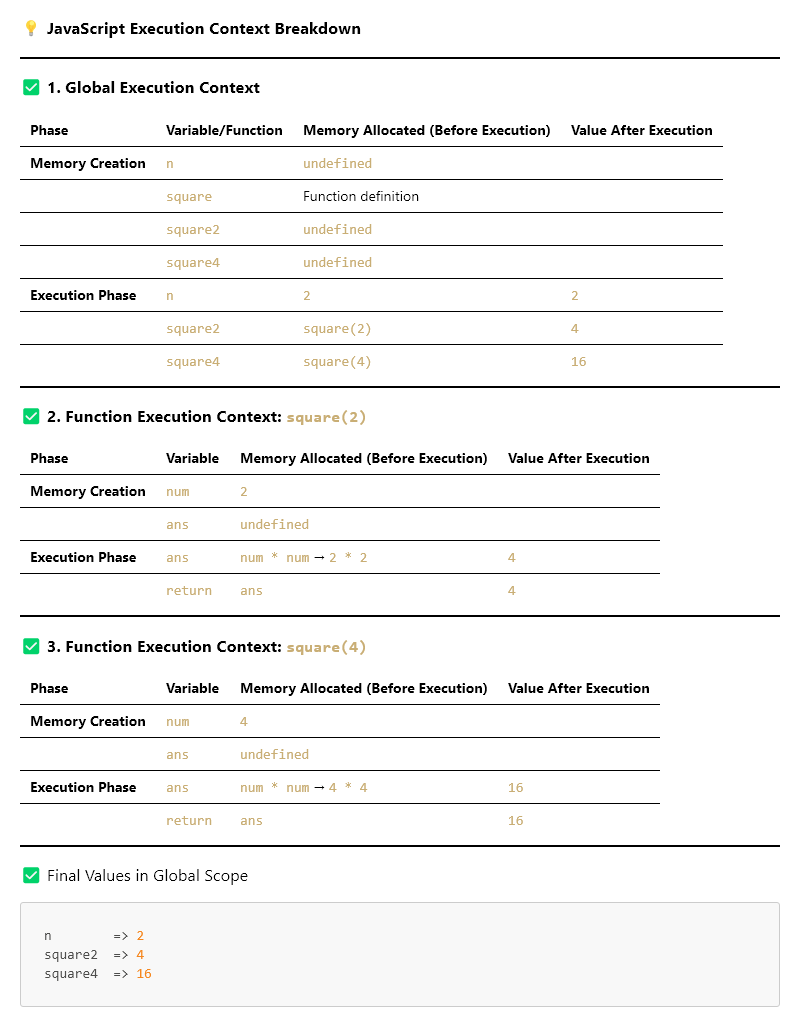 💡 JavaScript Execution Context Breakdown
✅ 1. Global Execution Context
Phase Variable/Function Memory Allocated (Before Execution) Value After Execution
Memory Creation n undefined
square Function definition
square2 undefined
square4 undefined
Execution Phase n 2 2
square2 square(2) 4
square4 square(4) 16
✅ 2. Function Execution Context: square(2)
Phase Variable Memory Allocated (Before Execution) Value After Execution
Memory Creation num 2
ans undefined
Execution Phase ans num * num → 2 * 2 4
return ans 4
✅ 3. Function Execution Context: square(4)
Phase Variable Memory Allocated (Before Execution) Value After Execution
Memory Creation num 4
ans undefined
Execution Phase ans num * num → 4 * 4 16
return ans 16
✅ Final Values in Global Scope
n => 2
square2 => 4
square4 => 16